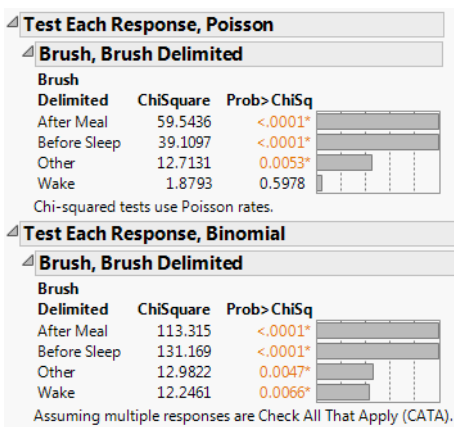 Test Each Response, Poisson
Brush, Brush Delimited
Brush
Delimited ChiSquare Prob>ChiSq
After Meal 59.5436 <.0001*
Before Sleep 39.1097 <.0001*
Other 12.7131 0.0053*
Wake 1.8793 0.5978
Chi-squared tests use Poisson rates.
Test Each Response, Binomial
Brush, Brush Delimited
Brush
Delimited ChiSquare Prob>ChiSq
After Meal 113.315 <.0001*
Before Sleep 131.169 <.0001*
Other 12.9822 0.0047*
Wake 12.2461 0.0066*
Assuming multiple responses are Check All That Apply (CATA).